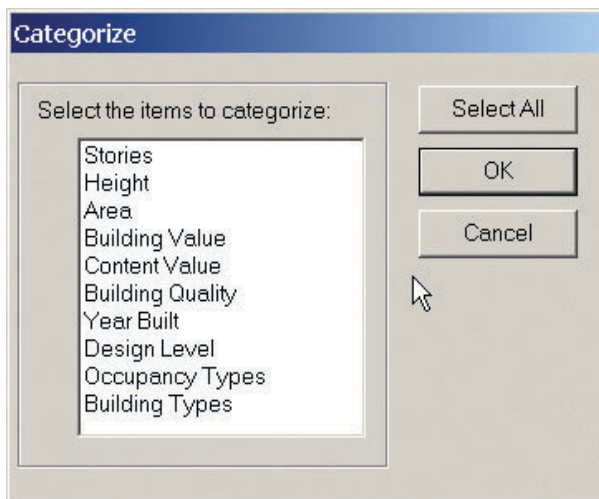 Categorize
Select the items to categorize:
Stories
Height
Area
Building Value
Content Value
Building Quality
Year Built
Design Level
Occupancy Types
Building Types
Select All
OK
Cancel